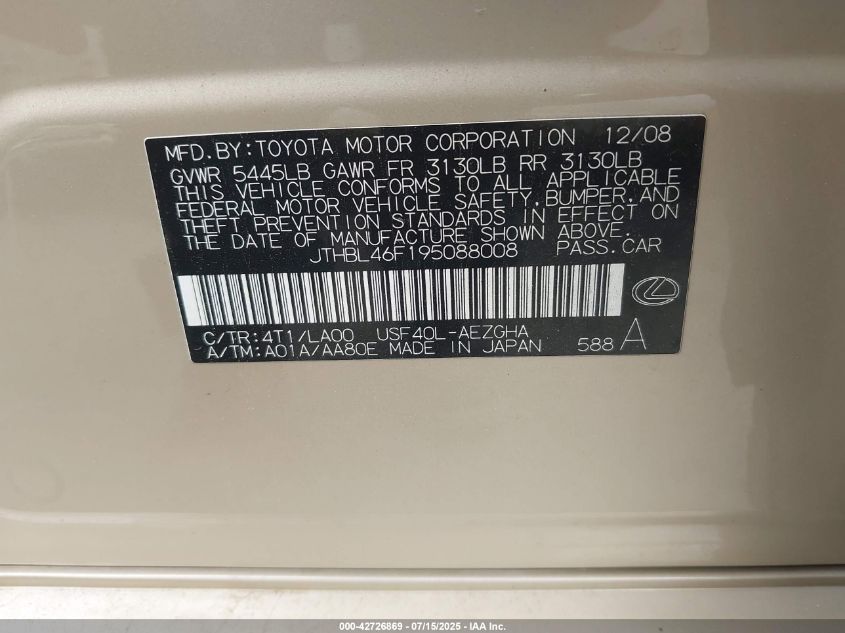 MFD.BY:TOYOTA MOTOR CORPORATION 12/08
GVWR 5445LB GAWR FR 3130LB RR 3130LB
THIS VEHICLE CONFORMS TO ALL APPLICABLE
FEDERAL MOTOR VEHICLE SAFETY,BUMPER,AND
THEFT PREVENTION STANDARDS IN EFFECT ON
THE DATE OF MANUFACTURE SHOWN ABOVE.
JTHBL46F195088008 PASS.CAR
C/TR:4T1/LA00 USF40L-AEZGHA
A/TM:A01A/AA80E MADE IN JAPAN 588 A
000-42726869 - 07/15/2025 - IAA Inc.